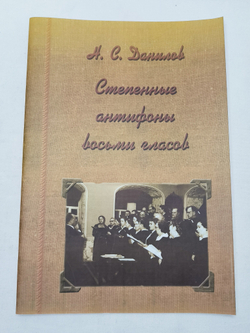 Н. С. Данилов
Степенные
антифоны
восьми гласов